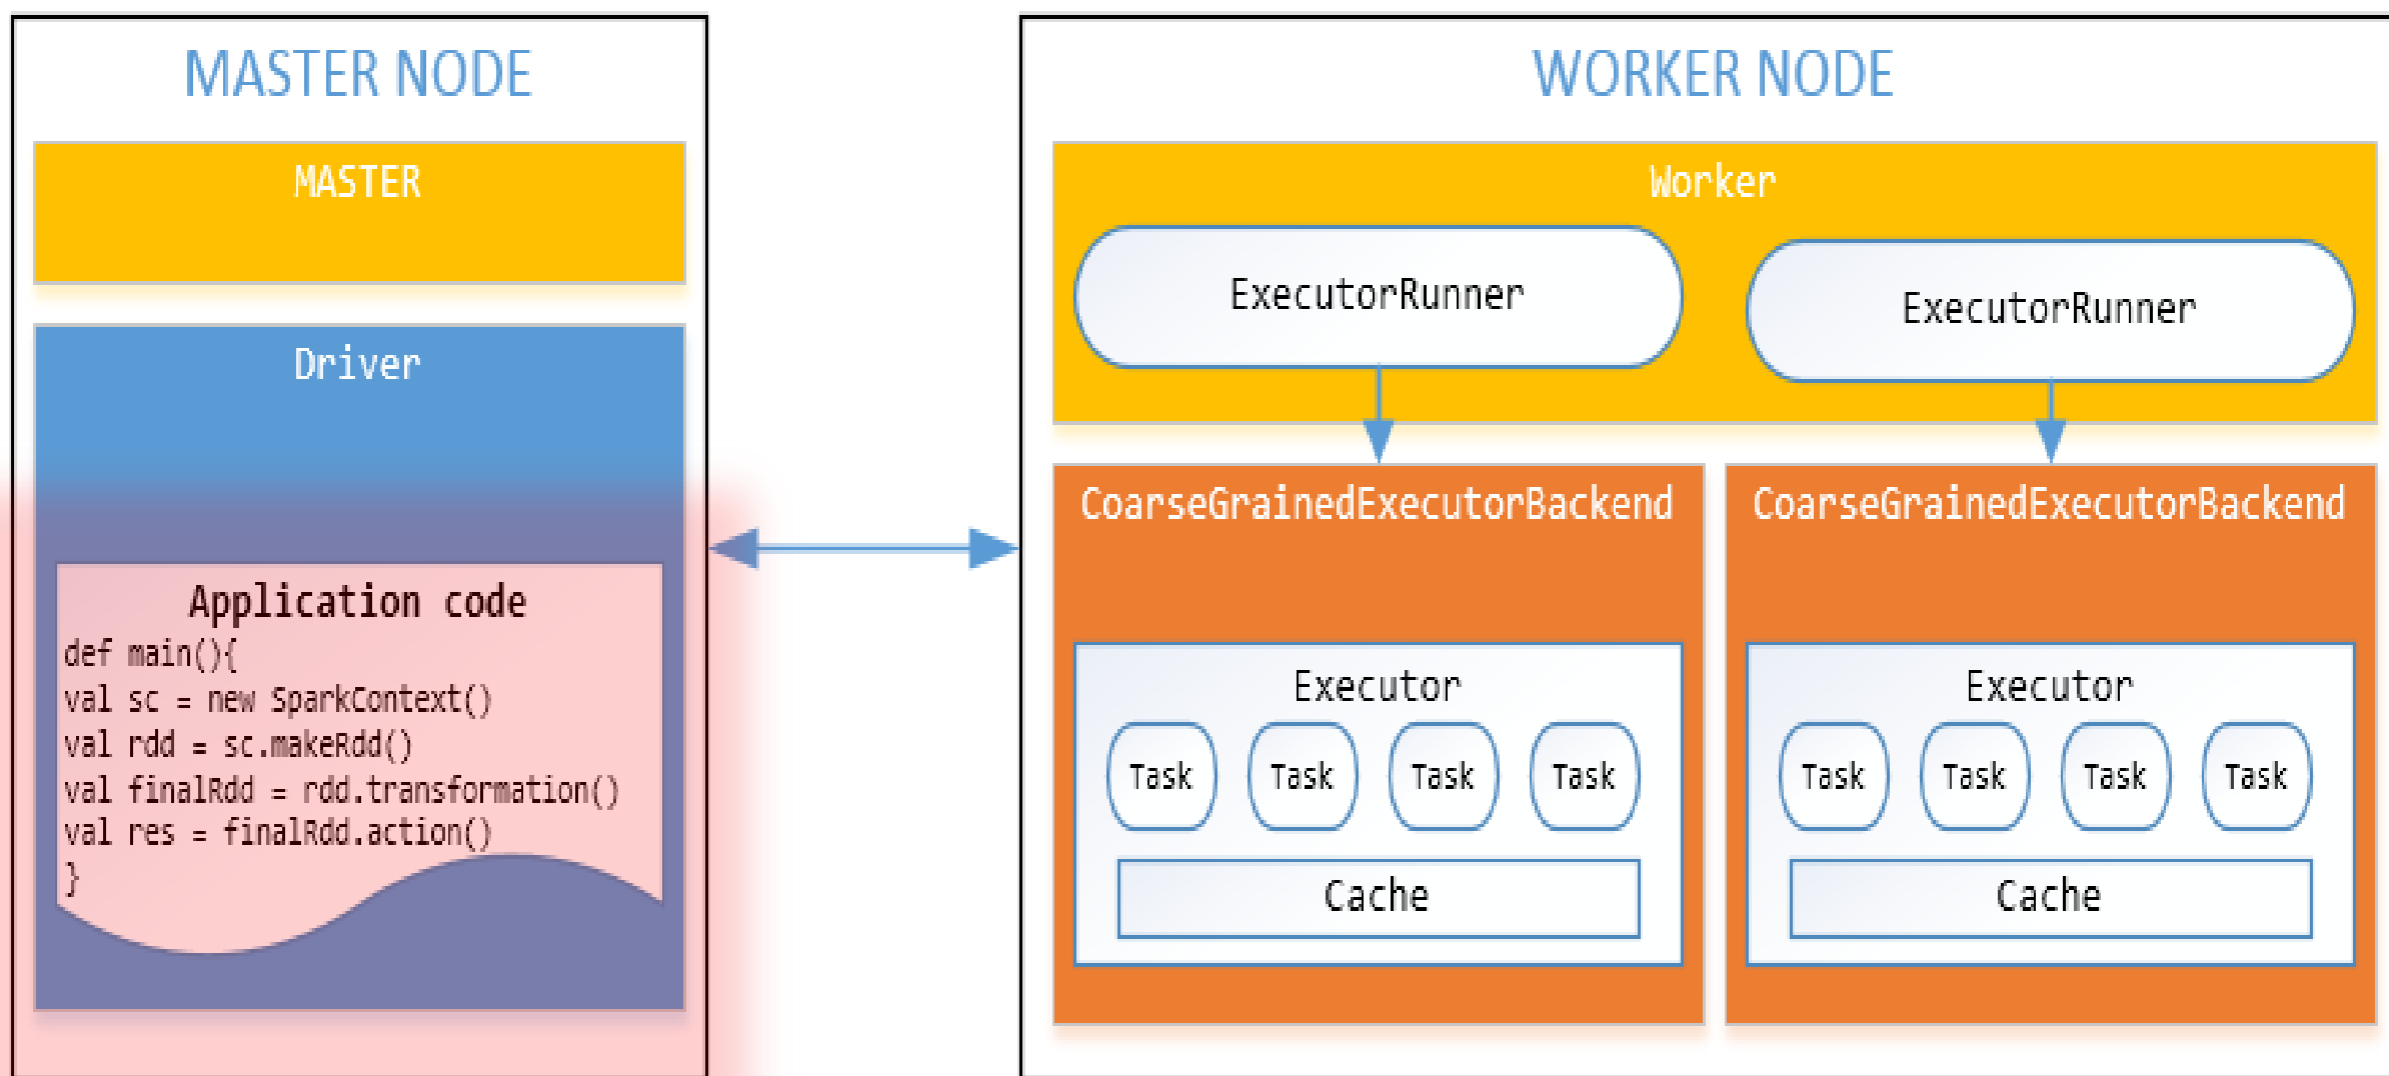 MASTER NODE
MASTER
Driver
Application code
def main(){
val sc = new SparkContext()
val rdd = sc.makeRdd()
val finalRdd = rdd.transformation()
val res = finalRdd.action()
}
WORKER NODE
Worker
ExecutorRunner
ExecutorRunner
CoarseGrainedExecutorBackend
Executor
Task Task Task Task
Cache
CoarseGrainedExecutorBackend
Executor
Task Task Task Task
Cache